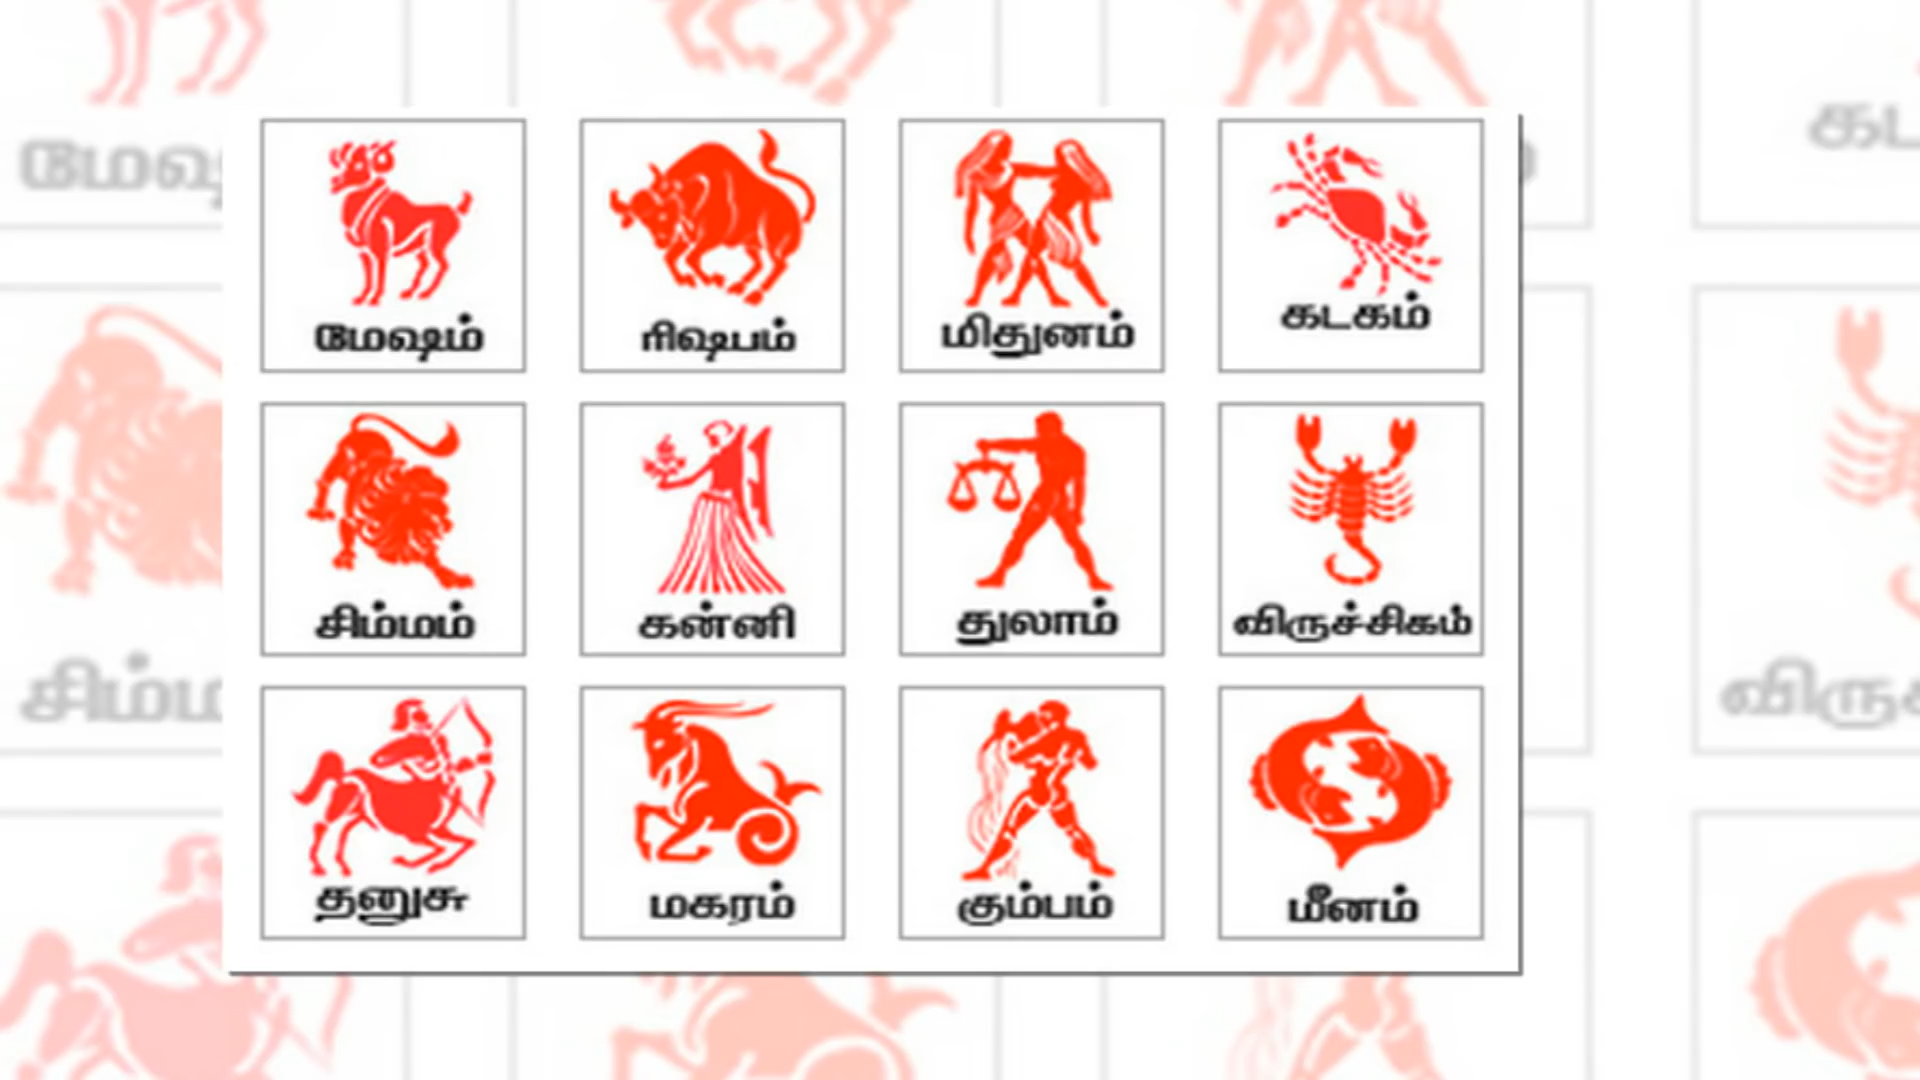 மேஷம்
ரிஷபம்
மிதுனம்
கடகம்
சிம்மம்
கன்னி
துலாம்
விருச்சிகம்
தனுசு
மகரம்
கும்பம்
மீனம்